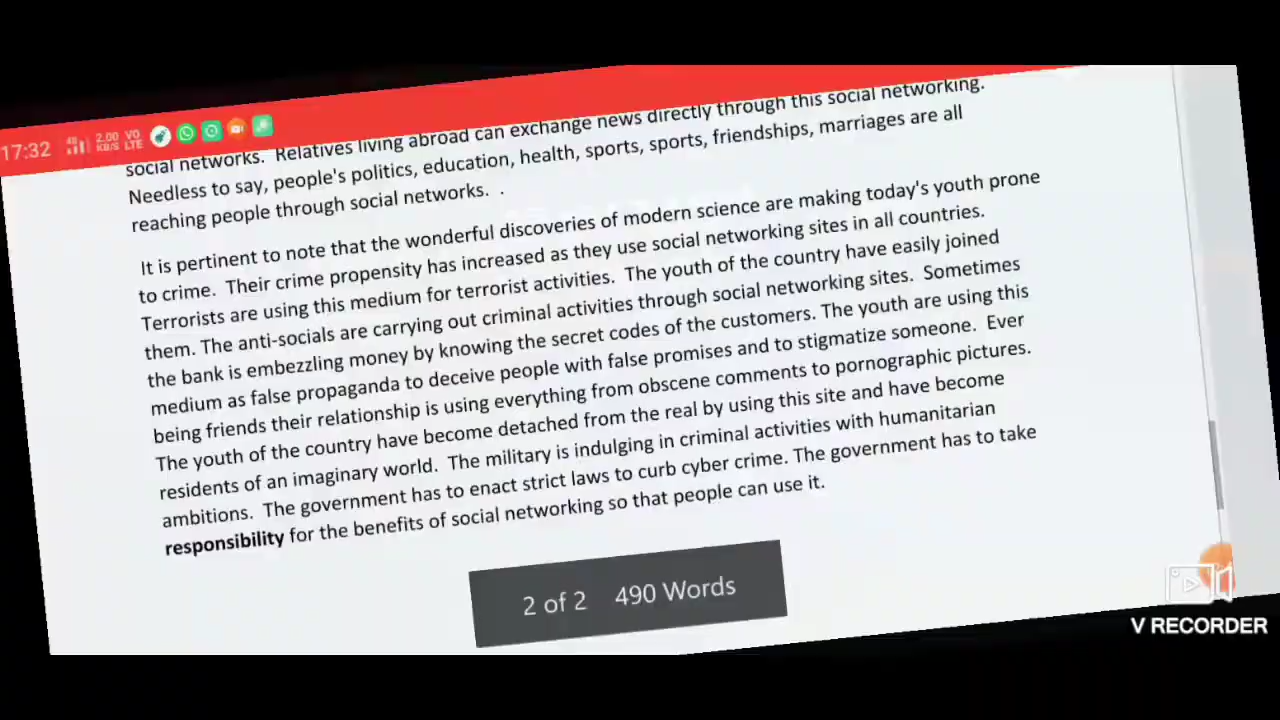 17:32 4G 2.00 KB/S VO LTE
social networks. Relatives living abroad can exchange news directly through this social networking.
Needless to say, people's politics, education, health, sports, sports, friendships, marriages are all
reaching people through social networks. .
It is pertinent to note that the wonderful discoveries of modern science are making today's youth prone
to crime. Their crime propensity has increased as they use social networking sites in all countries.
Terrorists are using this medium for terrorist activities. The youth of the country have easily joined
them. The anti-socials are carrying out criminal activities through social networking sites. Sometimes
the bank is embezzling money by knowing the secret codes of the customers. The youth are using this
medium as false propaganda to deceive people with false promises and to stigmatize someone. Ever
being friends their relationship is using everything from obscene comments to pornographic pictures.
The youth of the country have become detached from the real by using this site and have become
residents of an imaginary world. The military is indulging in criminal activities with humanitarian
ambitions. The government has to enact strict laws to curb cyber crime. The government has to take
responsibility for the benefits of social networking so that people can use it.
2 of 2 490 Words
V RECORDER